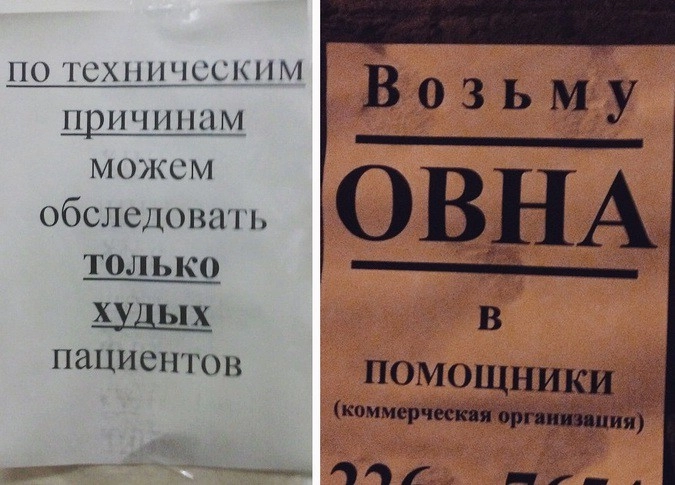 по техническим
причинам
можем
обследовать
только
худых
пациентов
Возьму
ОВНА
в
ПОМОЩНИКИ
(коммерческая организация)